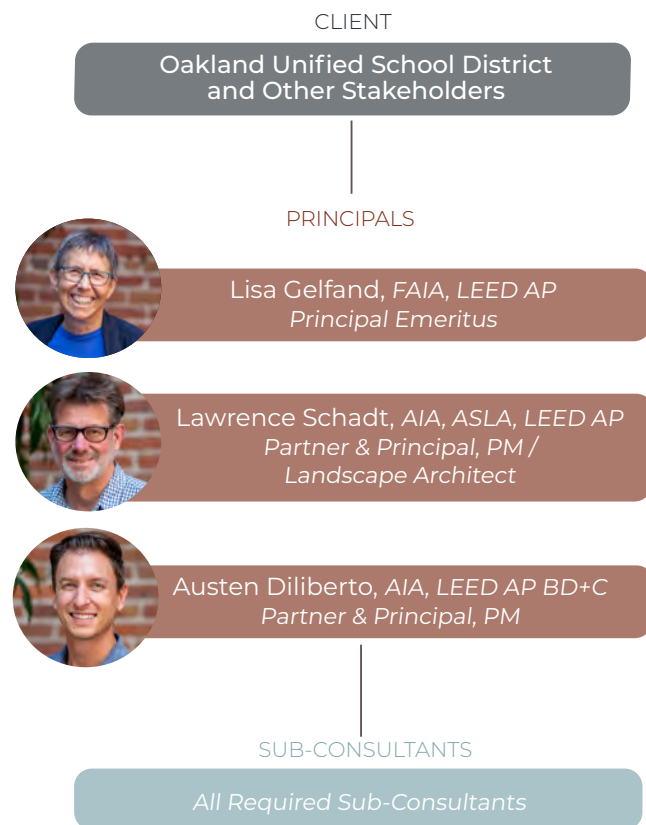 CLIENT
Oakland Unified School District
and Other Stakeholders
PRINCIPALS
Lisa Gelfand, FAIA, LEED AP
Principal Emeritus
Lawrence Schadt, AIA, ASLA, LEED AP
Partner & Principal, PM /
Landscape Architect
Austen Diliberto, AIA, LEED AP BD+C
Partner & Principal, PM
SUB-CONSULTANTS
All Required Sub-Consultants